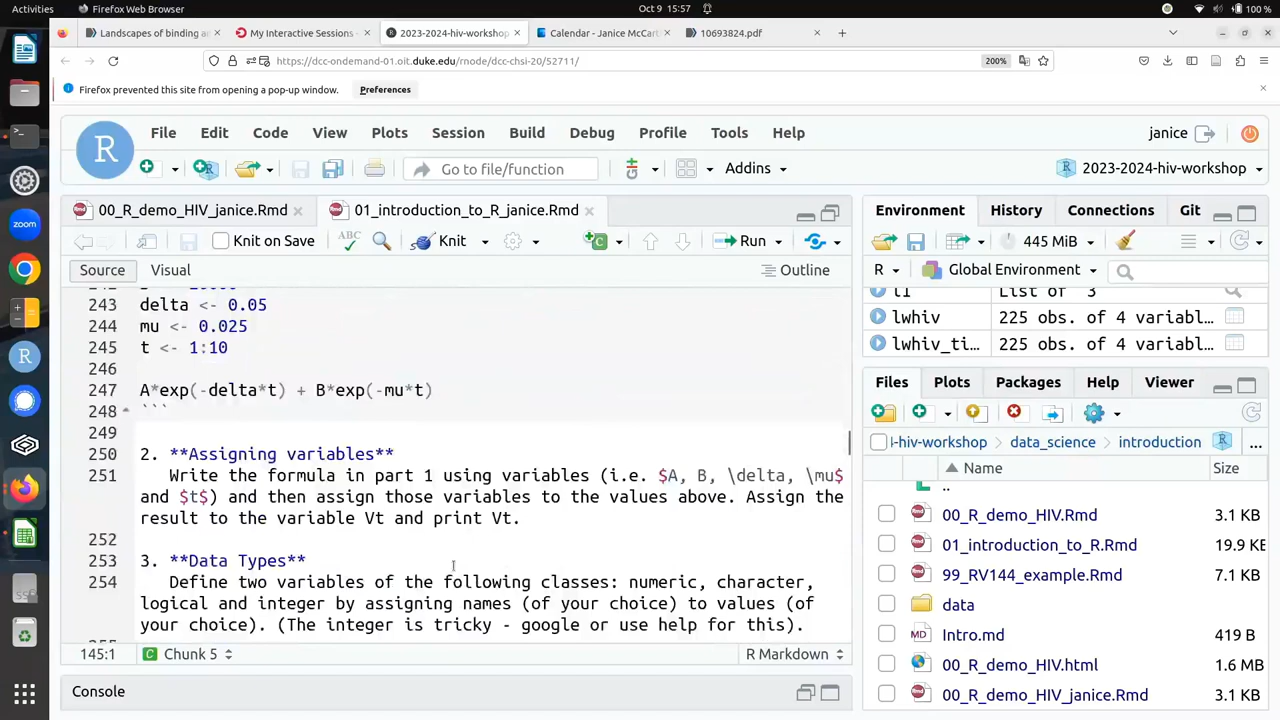 Activities
Firefox Web Browser
Oct 9 15:57
100 %
Landscapes of binding a
My Interactive Sessions -
2023-2024-hiv-workshop
Calendar - Janice McCar
10693824.pdf
https://dcc-ondemand-01.oit.duke.edu/rnode/dcc-chsi-20/52711/
200%
Firefox prevented this site from opening a pop-up window.
Preferences
R
File Edit Code View Plots Session Build Debug Profile Tools Help
janice
Go to file/function
Addins
2023-2024-hiv-workshop
00_R_demo_HIV_janice.Rmd
01_introduction_to_R_janice.Rmd
Knit on Save
ABC
Knit
Run
Source
Visual
Outline
243 delta <- 0.05
244 mu <- 0.025
245 t <- 1:10
246
247 A*exp(-delta*t) + B*exp(-mu*t)
248 ```
249
250 2. **Assigning variables**
251 Write the formula in part 1 using variables (i.e. $A, B, \delta, \mu$
and $t$) and then assign those variables to the values above. Assign the
result to the variable Vt and print Vt.
252
253 3. **Data Types**
254 Define two variables of the following classes: numeric, character,
logical and integer by assigning names (of your choice) to values (of
your choice). (The integer is tricky - google or use help for this).
145:1
Chunk 5
R Markdown
Console
Environment History Connections Git
445 MiB
R
Global Environment
List of 3
lwhiv 225 obs. of 4 variabl…
lwhiv_ti… 225 obs. of 4 variabl…
Files Plots Packages Help Viewer
l-hiv-workshop data_science introduction ...
Name Size
..
00_R_demo_HIV.Rmd 3.1 KB
01_introduction_to_R.Rmd 19.9 KB
99_RV144_example.Rmd 7.1 KB
data
Intro.md 419 B
00_R_demo_HIV.html 1.6 MB
00_R_demo_HIV_janice.Rmd 3.1 KB
zoom